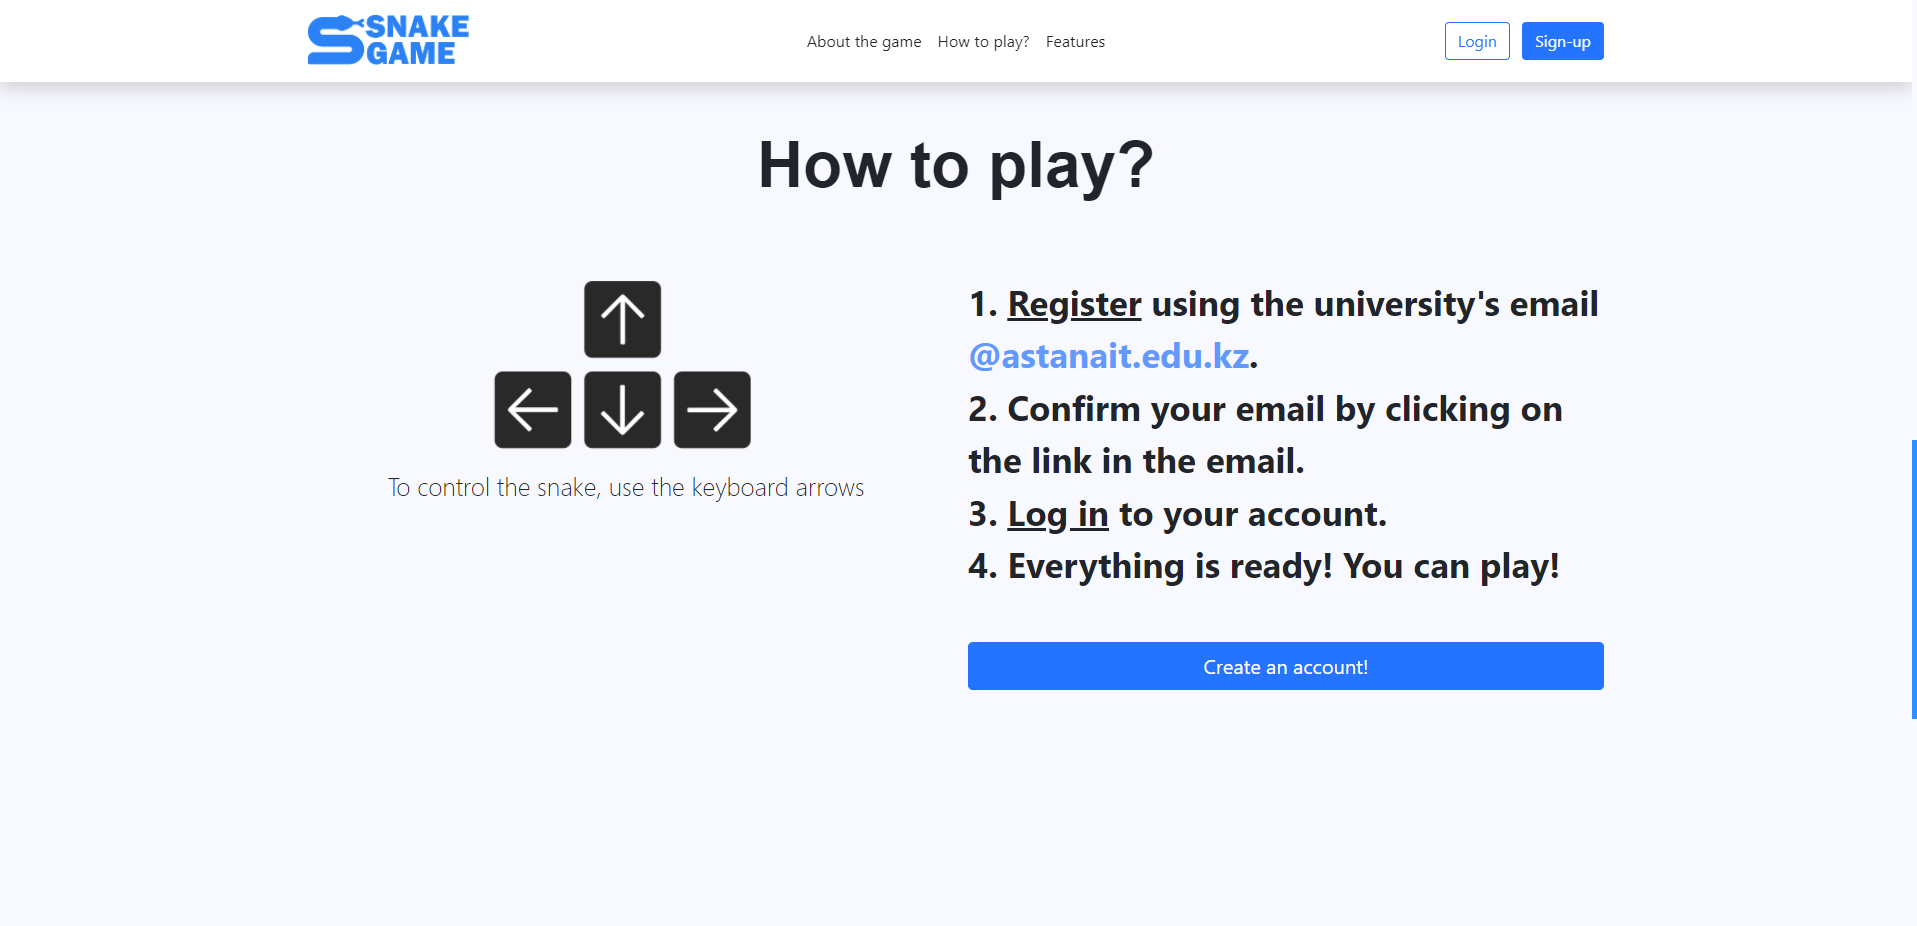 SNAKE
GAME
About the game How to play? Features
Login Sign-up
How to play?
To control the snake, use the keyboard arrows
1. Register using the university's email
@astanait.edu.kz.
2. Confirm your email by clicking on
the link in the email.
3. Log in to your account.
4. Everything is ready! You can play!
Create an account!